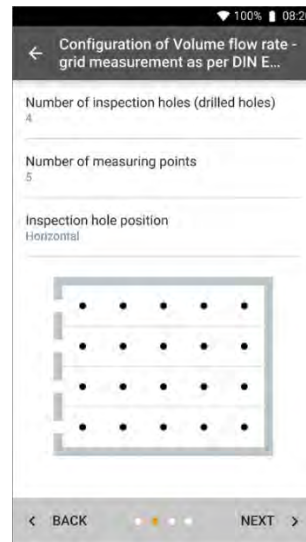 100% 08:20
Configuration of Volume flow rate -
grid measurement as per DIN E...
Number of inspection holes (drilled holes)
4
Number of measuring points
5
Inspection hole position
Horizontal
BACK
NEXT